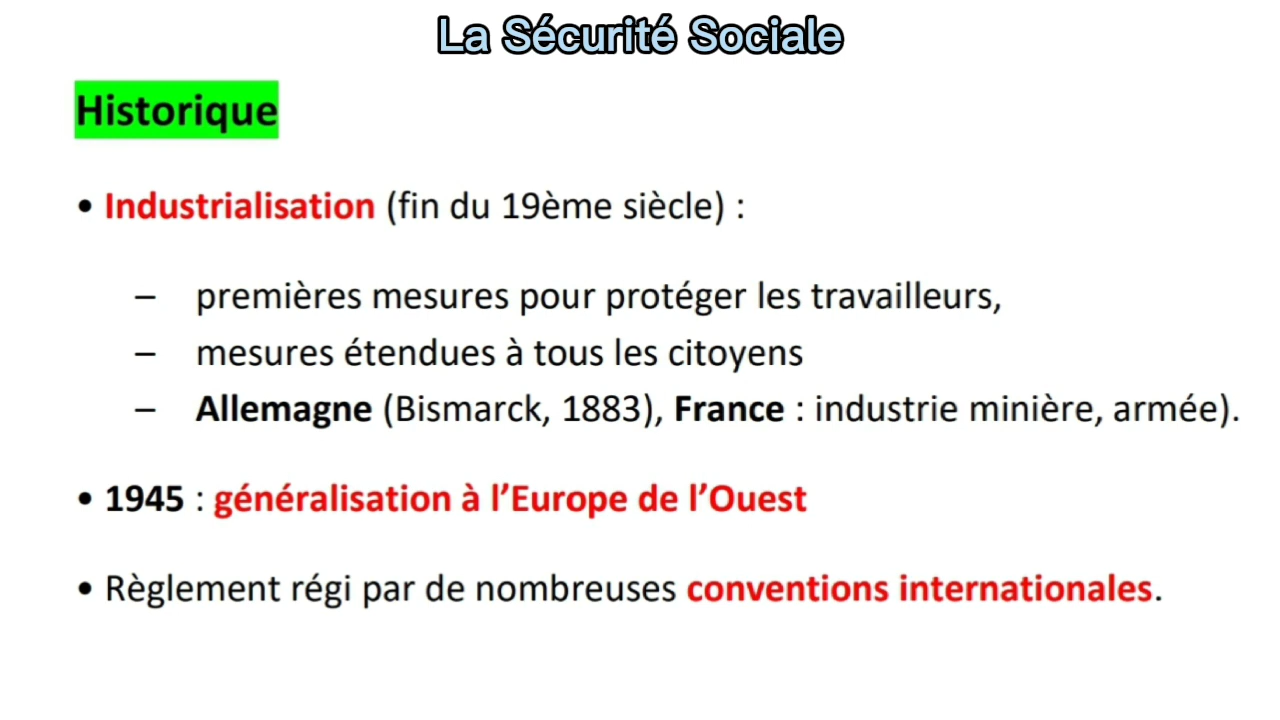 La Sécurité Sociale
Historique
• Industrialisation (fin du 19ème siècle) :
– premières mesures pour protéger les travailleurs,
– mesures étendues à tous les citoyens
– Allemagne (Bismarck, 1883), France : industrie minière, armée).
• 1945 : généralisation à l’Europe de l’Ouest
• Règlement régi par de nombreuses conventions internationales.